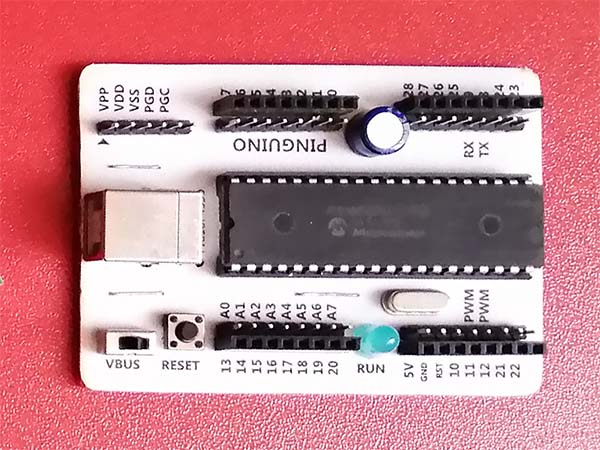 VPP
VDD
VSS
PGD
PGC
7
6
5
4
3
2
1
0
28
27
26
25
9
8
24
23
PINGUINO
RX
TX
A0
A1
A2
A3
A4
A5
A6
A7
PWM
PWM
VBUS
RESET
13
14
15
16
17
18
19
20
RUN
5V
GND
RST
10
11
12
21
22